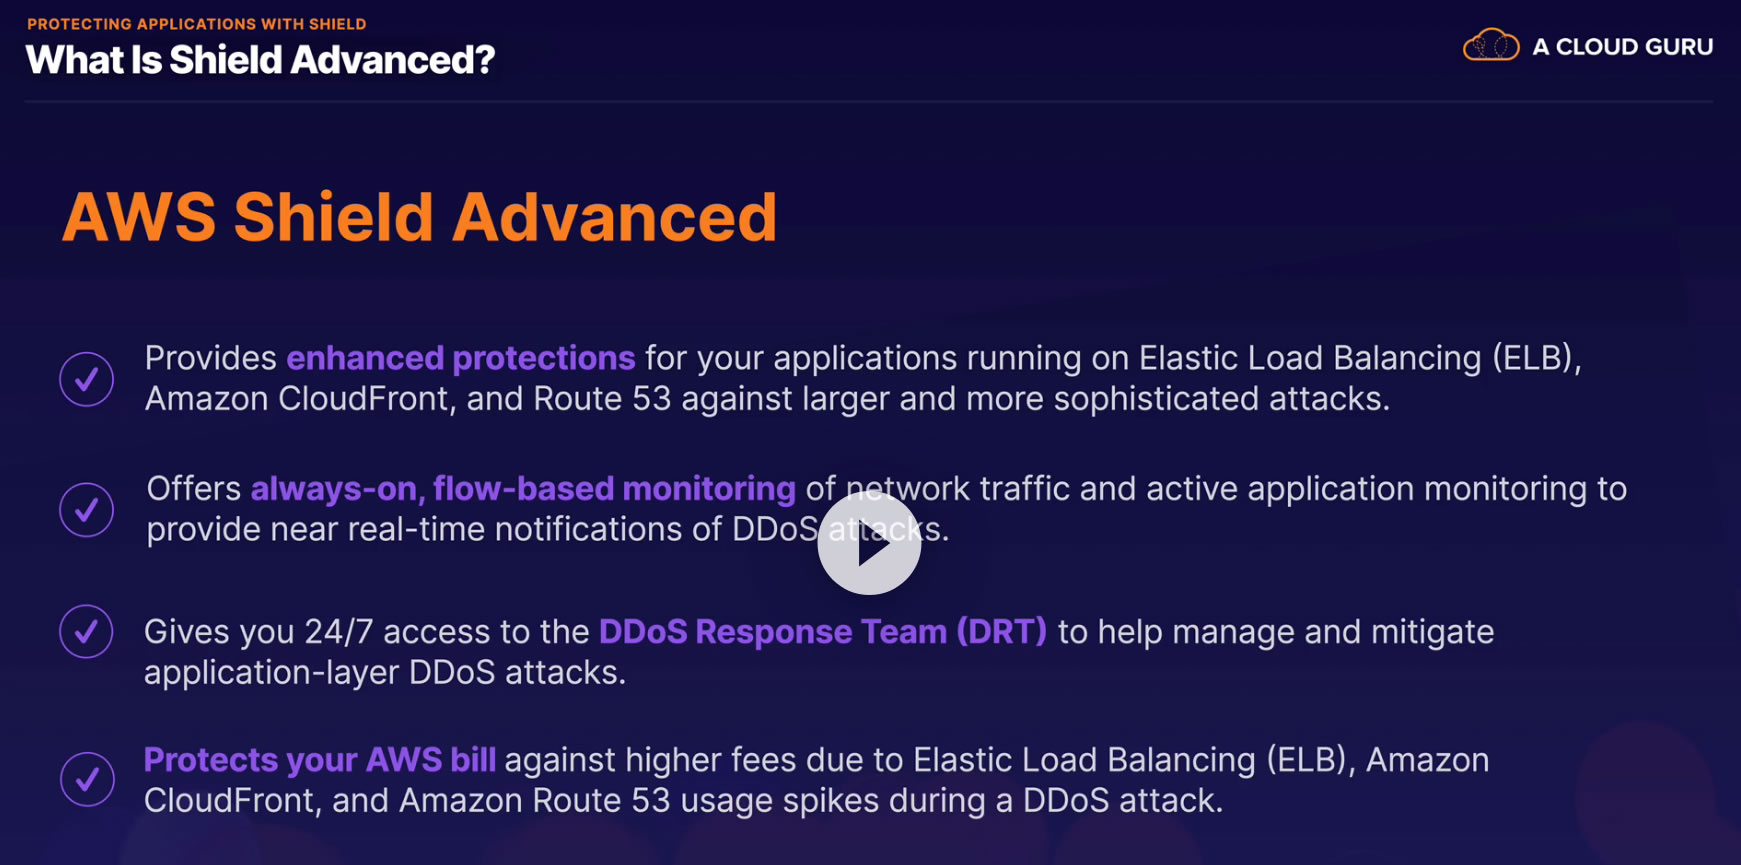 PROTECTING APPLICATIONS WITH SHIELD
What Is Shield Advanced?
A CLOUD GURU
AWS Shield Advanced
Provides enhanced protections for your applications running on Elastic Load Balancing (ELB),
Amazon CloudFront, and Route 53 against larger and more sophisticated attacks.
Offers always-on, flow-based monitoring of network traffic and active application monitoring to
provide near real-time notifications of DDoS attacks.
Gives you 24/7 access to the DDoS Response Team (DRT) to help manage and mitigate
application-layer DDoS attacks.
Protects your AWS bill against higher fees due to Elastic Load Balancing (ELB), Amazon
CloudFront, and Amazon Route 53 usage spikes during a DDoS attack.